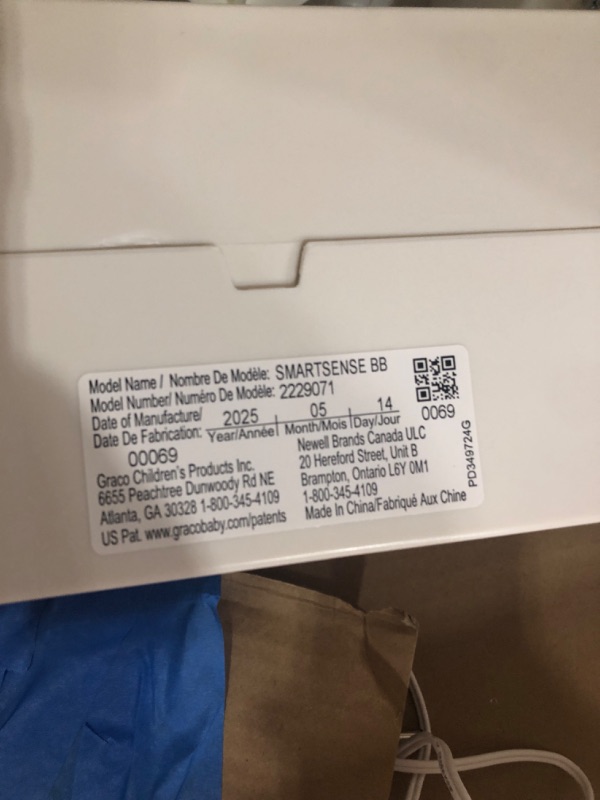 Model Name / Nombre De Modèle: SMARTSENSE BB
Model Number/ Numéro De Modèle: 2229071
Date of Manufacture/
Date De Fabrication:
2025 05 14
Year/Année Month/Mois Day/Jour
0069
00069
Graco Children's Products Inc.
6655 Peachtree Dunwoody Rd NE
Atlanta, GA 30328 1-800-345-4109
US Pat. www.gracobaby.com/patents
Newell Brands Canada ULC
20 Hereford Street, Unit B
Brampton, Ontario L6Y 0M1
1-800-345-4109
Made In China/Fabriqué Aux Chine
PD349724G